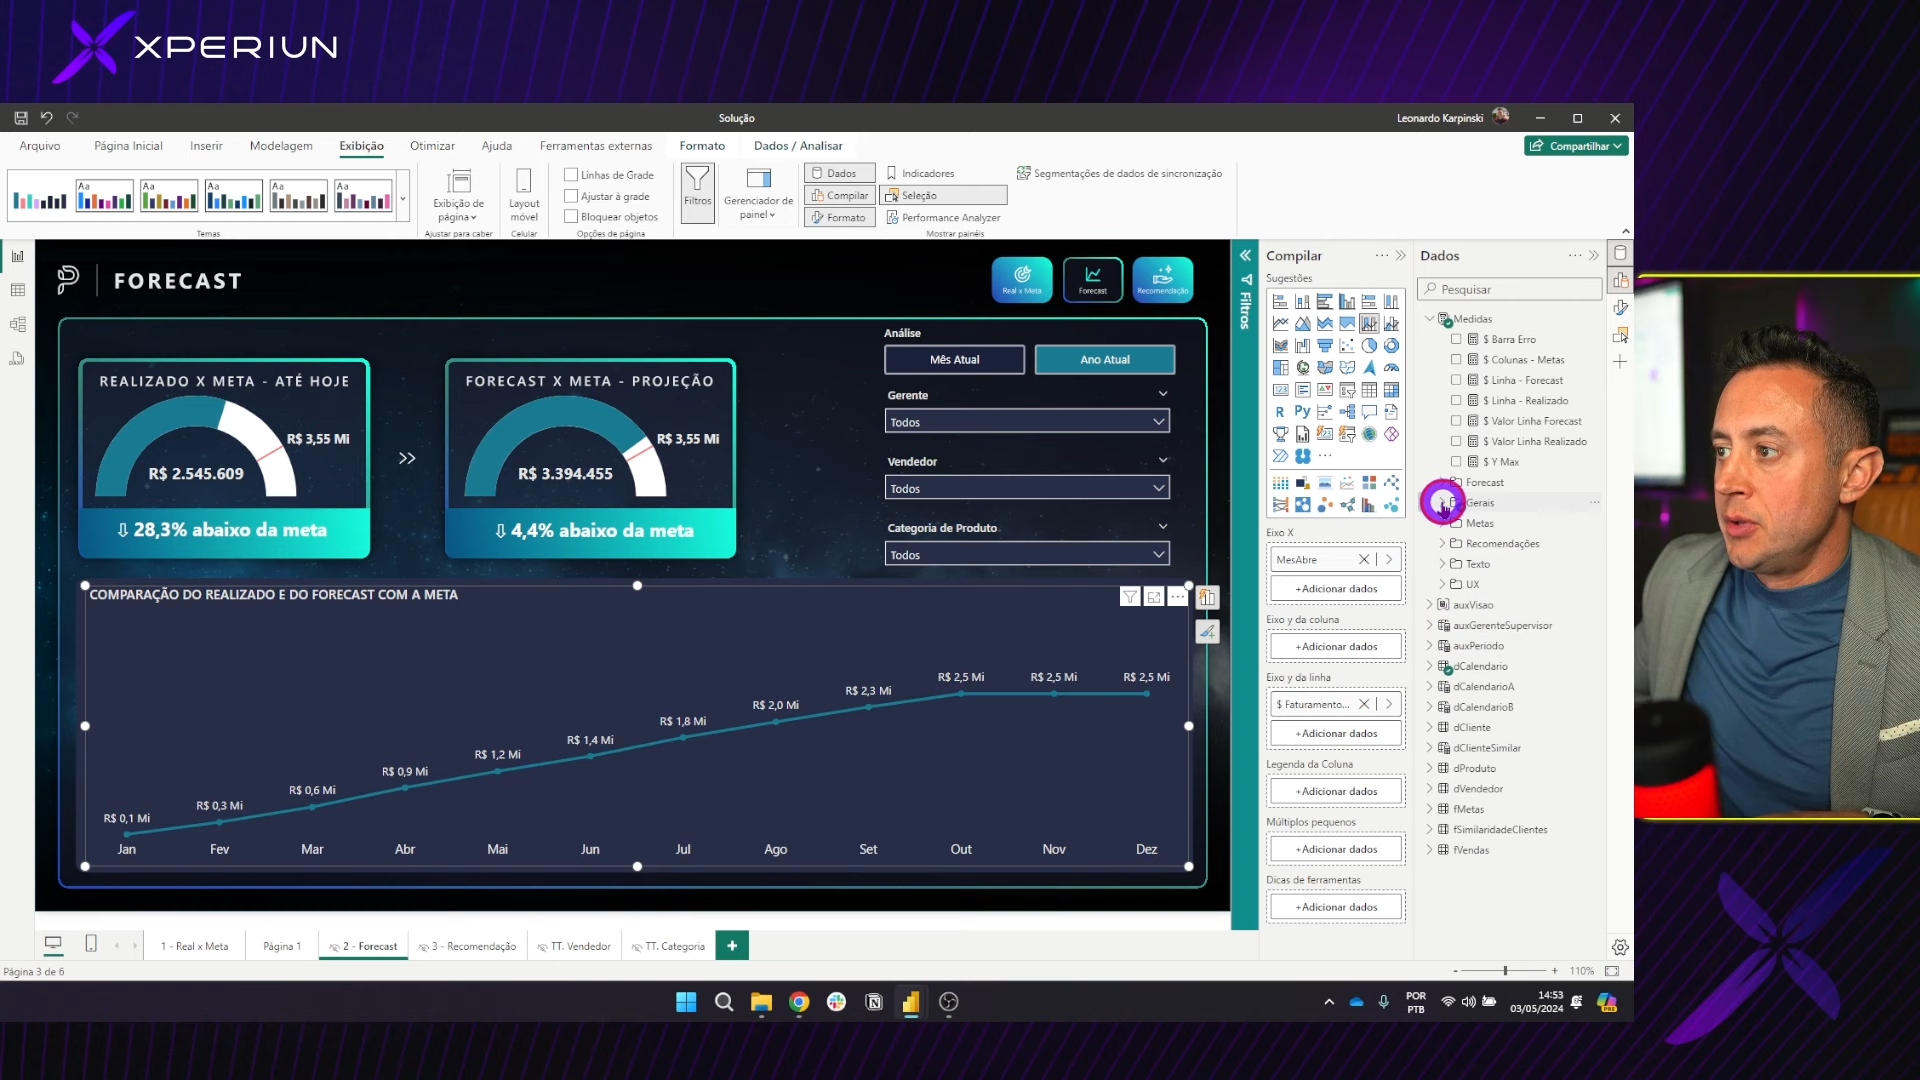 XPERIUN
Solução
Leonardo Karpinski
Arquivo
Página Inicial
Inserir
Modelagem
Exibição
Otimizar
Ajuda
Ferramentas externas
Formato
Dados / Analisar
Compartilhar
Aa
Aa
Aa
Aa
Aa
Temas
Exibição de
página
Ajustar para caber
Layout
móvel
Celular
Linhas de Grade
Ajustar à grade
Bloquear objetos
Opções de página
Filtros
Gerenciador de
painel
Dados
Compilar
Formato
Indicadores
Seleção
Performance Analyzer
Mostrar painéis
Segmentações de dados de sincronização
FORECAST
Real x Meta
Forecast
Recomendação
REALIZADO X META - ATÉ HOJE
R$ 3,55 Mi
R$ 2.545.609
28,3% abaixo da meta
FORECAST X META - PROJEÇÃO
R$ 3,55 Mi
R$ 3.394.455
4,4% abaixo da meta
Análise
Mês Atual
Ano Atual
Gerente
Todos
Vendedor
Todos
Categoria de Produto
Todos
COMPARAÇÃO DO REALIZADO E DO FORECAST COM A META
R$ 0,1 Mi
R$ 0,3 Mi
R$ 0,6 Mi
R$ 0,9 Mi
R$ 1,2 Mi
R$ 1,4 Mi
R$ 1,8 Mi
R$ 2,0 Mi
R$ 2,3 Mi
R$ 2,5 Mi
R$ 2,5 Mi
R$ 2,5 Mi
Jan
Fev
Mar
Abr
Mai
Jun
Jul
Ago
Set
Out
Nov
Dez
Filtros
Compilar
Sugestões
R
Py
123
Eixo X
MesAbre
+Adicionar dados
Eixo y da coluna
+Adicionar dados
Eixo y da linha
$ Faturamento...
+Adicionar dados
Legenda da Coluna
+Adicionar dados
Múltiplos pequenos
+Adicionar dados
Dicas de ferramentas
+Adicionar dados
Dados
Pesquisar
Medidas
$ Barra Erro
$ Colunas - Metas
$ Linha - Forecast
$ Linha - Realizado
$ Valor Linha Forecast
$ Valor Linha Realizado
$ Y Max
Forecast
Gerais
Metas
Recomendações
Texto
UX
auxVisao
auxGerenteSupervisor
auxPeriodo
dCalendario
dCalendarioA
dCalendarioB
dCliente
dClienteSimilar
dProduto
dVendedor
fMetas
fSimilaridadeClientes
fVendas
1 - Real x Meta
Página 1
2 - Forecast
3 - Recomendação
TT. Vendedor
TT. Categoria
+
Página 3 de 6
- + 110%
POR
PTB
14:53
03/05/2024